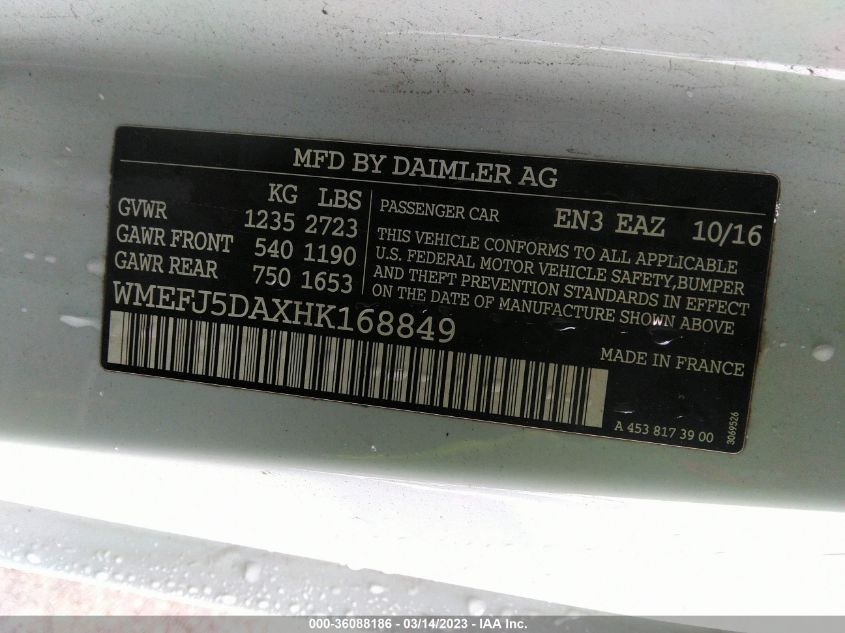 MFD BY DAIMLER AG
KG LBS
GVWR 1235 2723
GAWR FRONT 540 1190
GAWR REAR 750 1653
PASSENGER CAR EN3 EAZ 10/16
THIS VEHICLE CONFORMS TO ALL APPLICABLE
U.S. FEDERAL MOTOR VEHICLE SAFETY,BUMPER
AND THEFT PREVENTION STANDARDS IN EFFECT
ON THE DATE OF MANUFACTURE SHOWN ABOVE
WMEFJ5DAXHK168849
MADE IN FRANCE
A 453 817 39 00
3069526
000-36088186 - 03/14/2023 - IAA Inc.